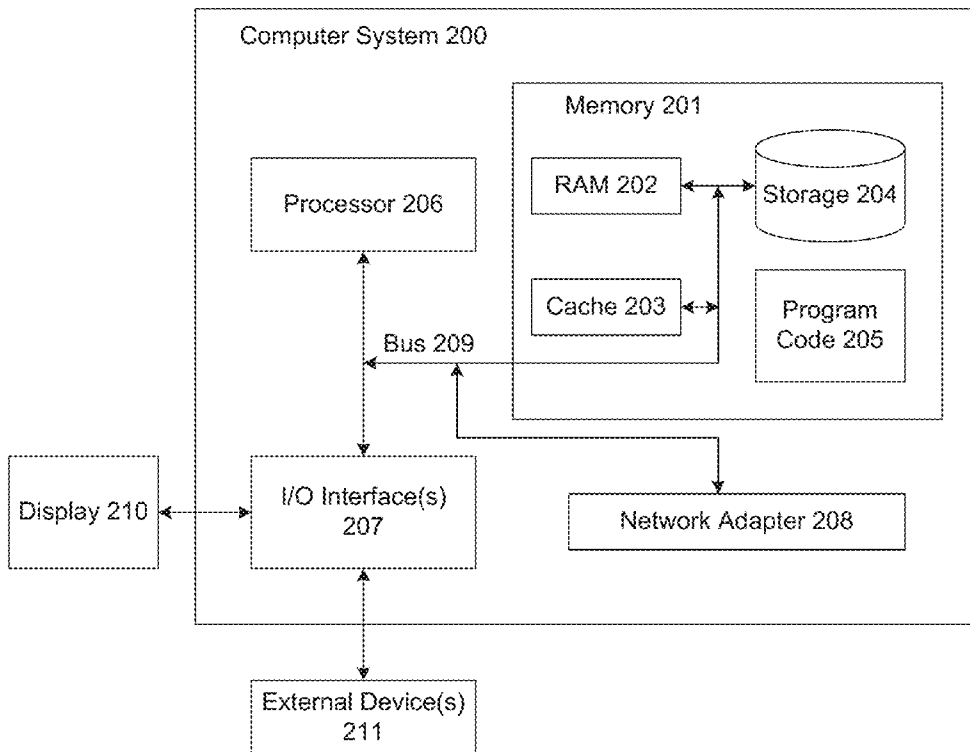 Computer System 200
Memory 201
RAM 202
Storage 204
Processor 206
Cache 203
Program
Code 205
Bus 209
Display 210
I/O Interface(s)
207
Network Adapter 208
External Device(s)
211